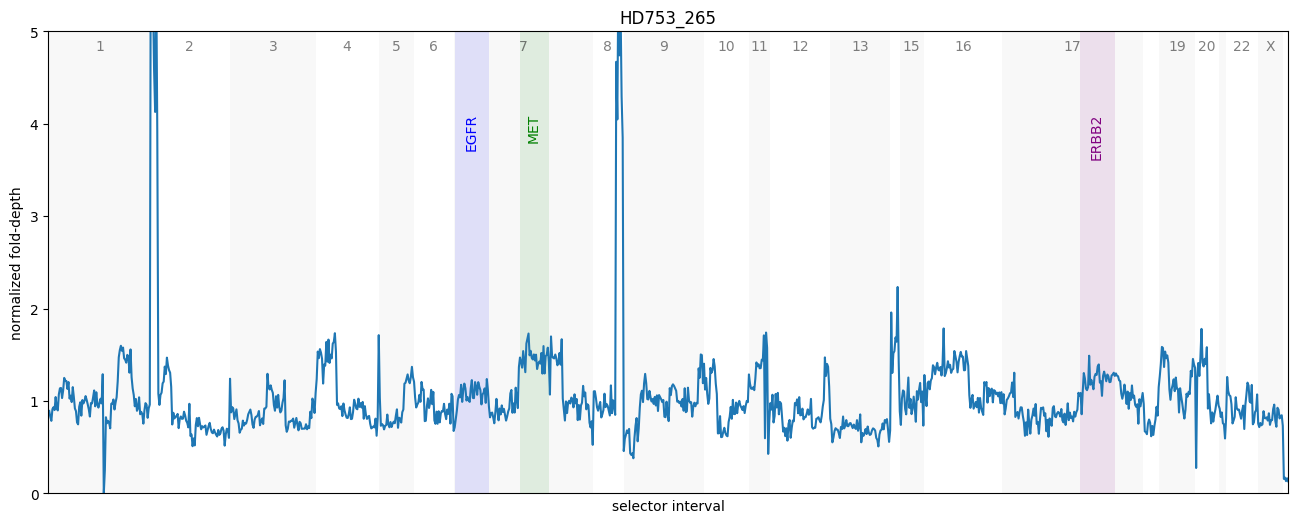 HD753_265
5
4
3
2
1
0
normalized fold-depth
1 2 3 4 5 6 7 8 9 10 11 12 13 15 16 17 19 20 22 X
EGFR
MET
ERBB2
selector interval